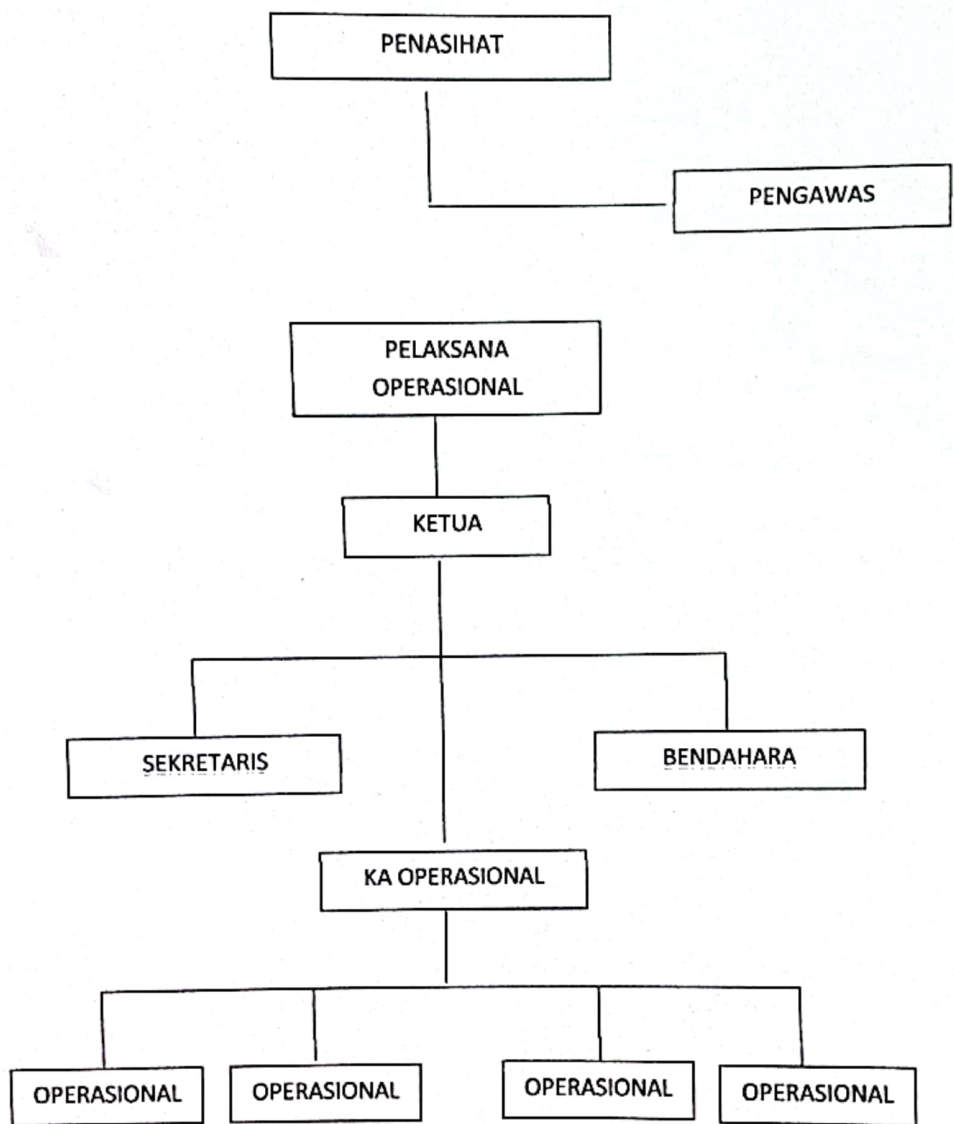 PENASIHAT
PENGAWAS
PELAKSANA
OPERASIONAL
KETUA
SEKRETARIS
BENDAHARA
KA OPERASIONAL
OPERASIONAL
OPERASIONAL
OPERASIONAL
OPERASIONAL